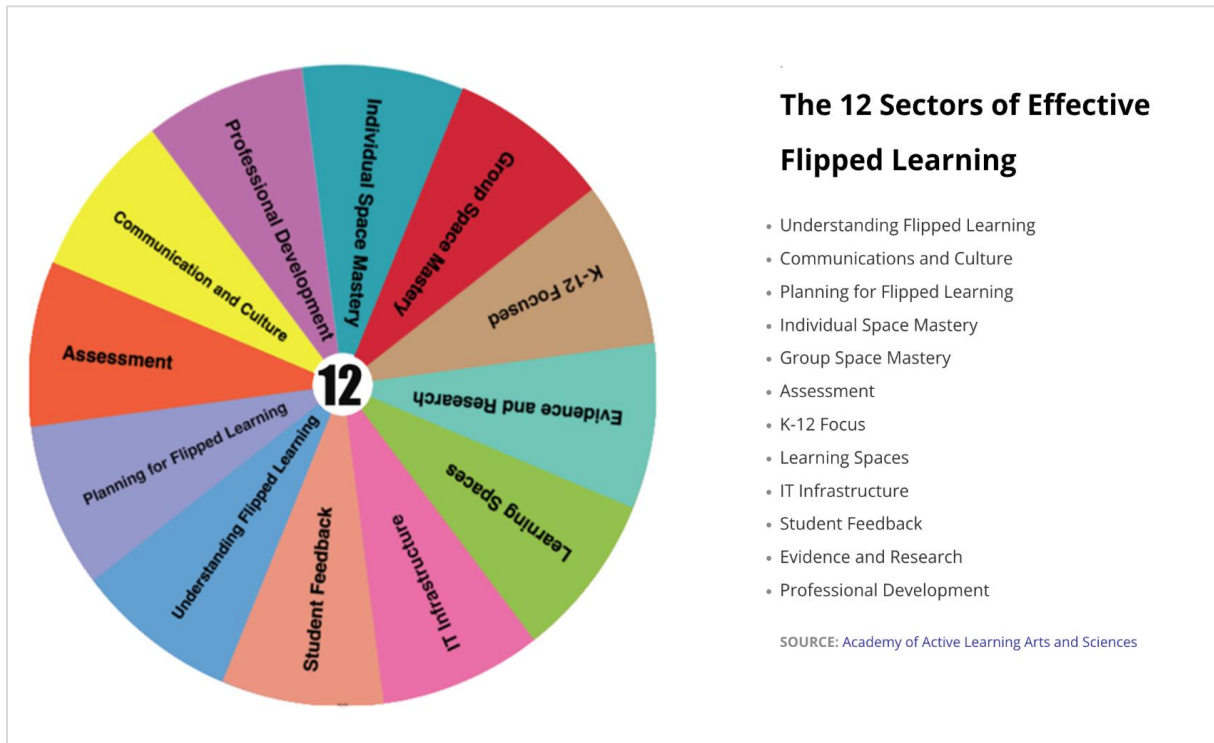 Individual Space Mastery
Group Space Mastery
K-12 Focused
Evidence and Research
Learning Spaces
IT Infrastructure
Student Feedback
Understanding Flipped Learning
Planning for Flipped Learning
Assessment
Communication and Culture
Professional Development
12
The 12 Sectors of Effective
Flipped Learning
• Understanding Flipped Learning
• Communications and Culture
• Planning for Flipped Learning
• Individual Space Mastery
• Group Space Mastery
• Assessment
• K-12 Focus
• Learning Spaces
• IT Infrastructure
• Student Feedback
• Evidence and Research
• Professional Development
SOURCE: Academy of Active Learning Arts and Sciences